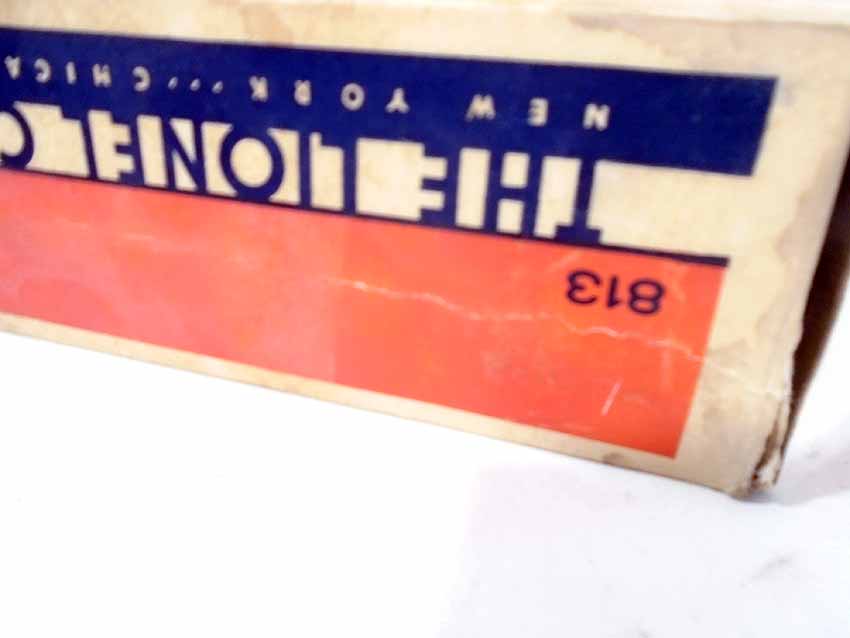 813
THE LIONEL C
NEW YORK ··· CHICA